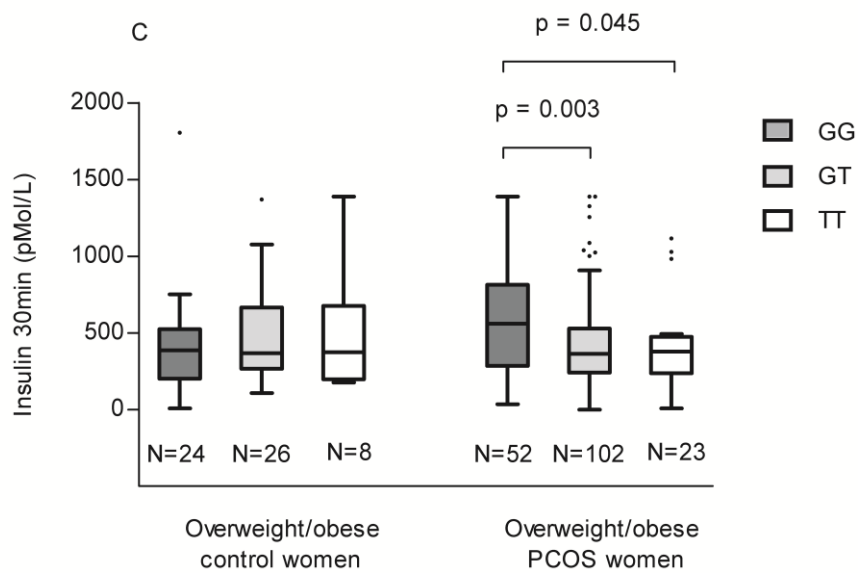 C
p = 0.045
p = 0.003
2000
1500
1000
500
0
Insulin 30min (pMol/L)
GG
GT
TT
N=24 N=26 N=8 N=52 N=102 N=23
Overweight/obese
control women
Overweight/obese
PCOS women